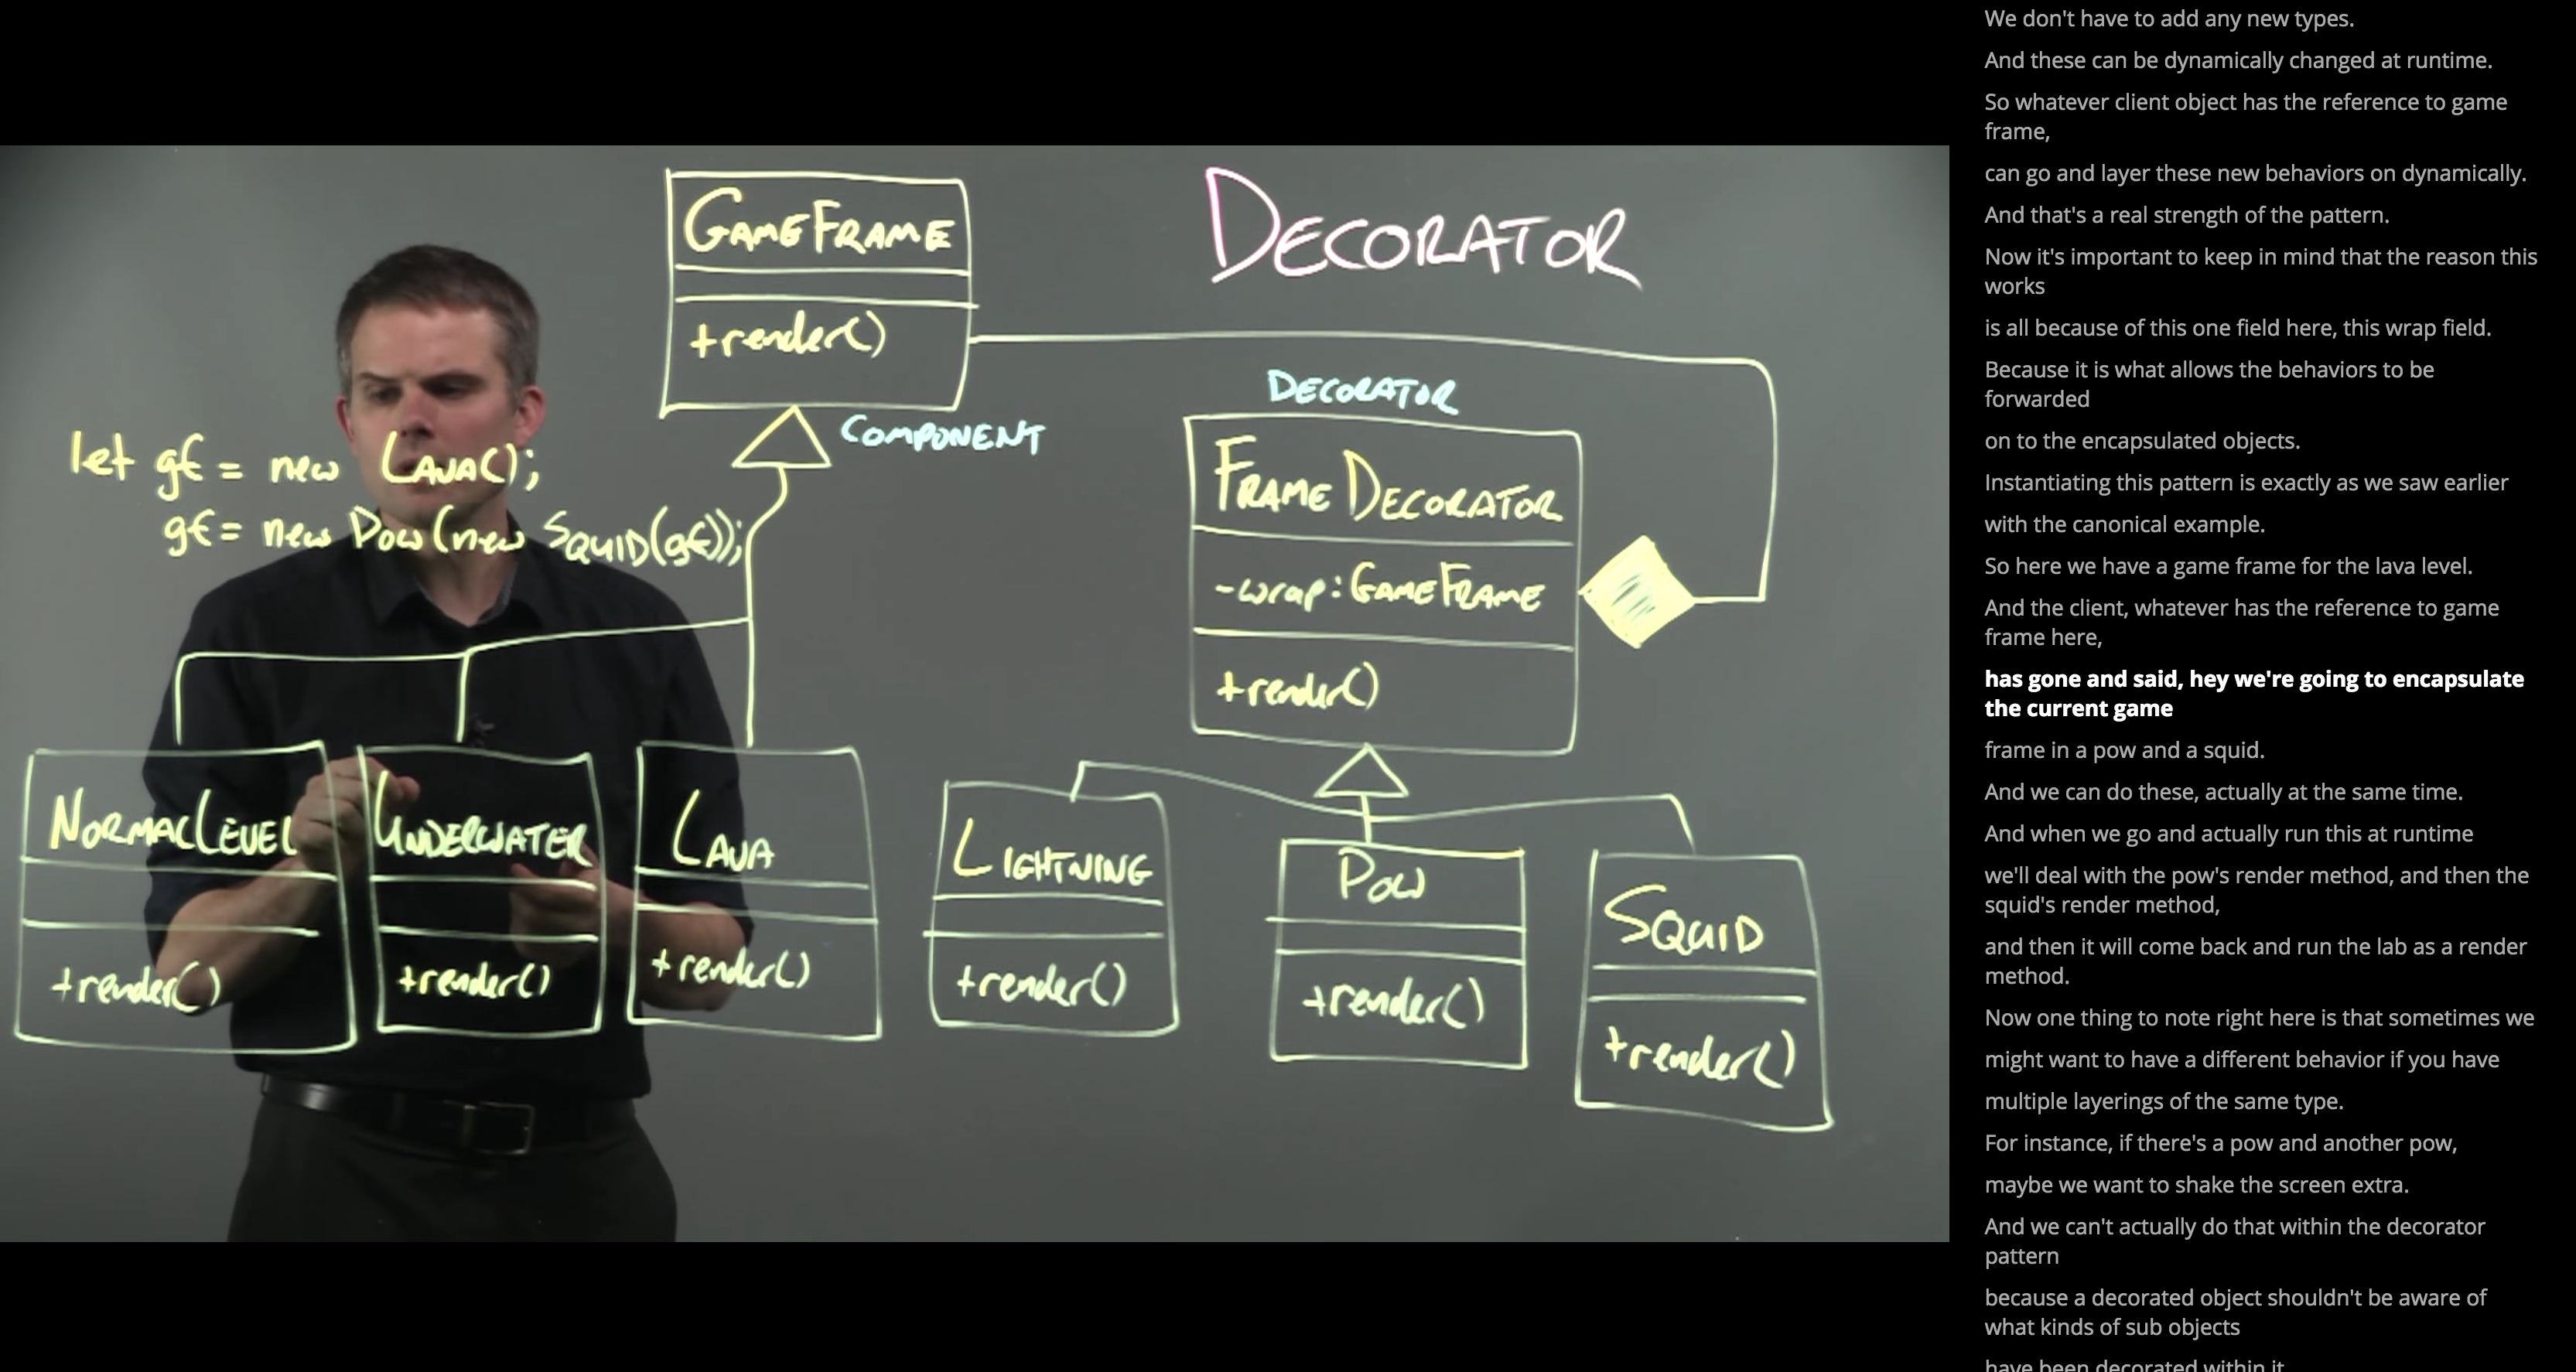 GAMEFRAME
+render()
DECORATOR
COMPONENT
let gf = new LAVA();
gf = new Pow(new SQUID(gf));
DECORATOR
FRAMEDECORATOR
-wrap: GAMEFRAME
+render()
NORMALLEVEL
+render()
UNDERWATER
+render()
LAVA
+render()
LIGHTNING
+render()
POW
+render()
SQUID
+render()
We don't have to add any new types.
And these can be dynamically changed at runtime.
So whatever client object has the reference to game
frame,
can go and layer these new behaviors on dynamically.
And that's a real strength of the pattern.
Now it's important to keep in mind that the reason this
works
is all because of this one field here, this wrap field.
Because it is what allows the behaviors to be
forwarded
on to the encapsulated objects.
Instantiating this pattern is exactly as we saw earlier
with the canonical example.
So here we have a game frame for the lava level.
And the client, whatever has the reference to game
frame here,
has gone and said, hey we're going to encapsulate
the current game
frame in a pow and a squid.
And we can do these, actually at the same time.
And when we go and actually run this at runtime
we'll deal with the pow's render method, and then the
squid's render method,
and then it will come back and run the lab as a render
method.
Now one thing to note right here is that sometimes we
might want to have a different behavior if you have
multiple layerings of the same type.
For instance, if there's a pow and another pow,
maybe we want to shake the screen extra.
And we can't actually do that within the decorator
pattern
because a decorated object shouldn't be aware of
what kinds of sub objects
have been decorated within it